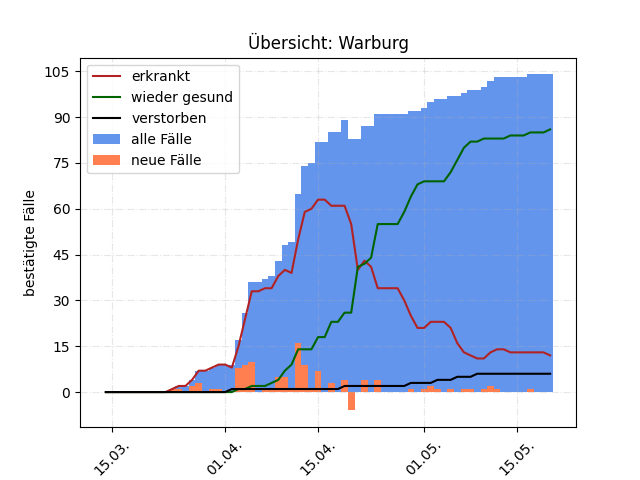 Übersicht: Warburg
erkrankt
wieder gesund
verstorben
alle Fälle
neue Fälle
bestätigte Fälle
105
90
75
60
45
30
15
0
15.03.
01.04.
15.04.
01.05.
15.05.